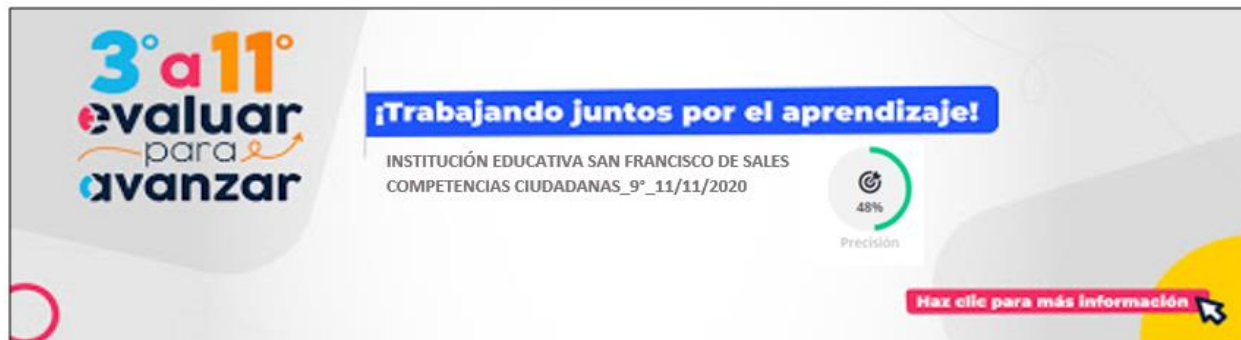 3° a 11°
evaluar
para
avanzar
¡Trabajando juntos por el aprendizaje!
INSTITUCIÓN EDUCATIVA SAN FRANCISCO DE SALES
COMPETENCIAS CIUDADANAS_9°_11/11/2020
48%
Precisión
Haz clic para más información